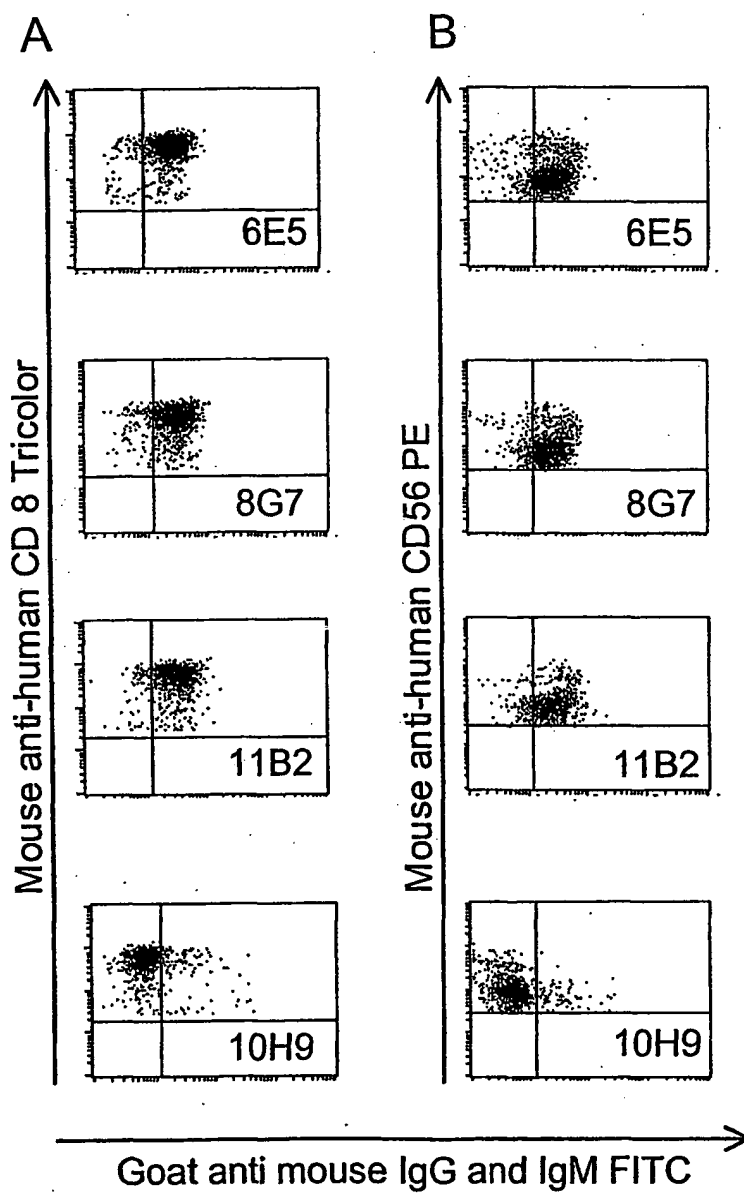 A
B
Mouse anti-human CD 8 Tricolor
6E5
8G7
11B2
10H9
Mouse anti-human CD56 PE
6E5
8G7
11B2
10H9
Goat anti mouse IgG and IgM FITC